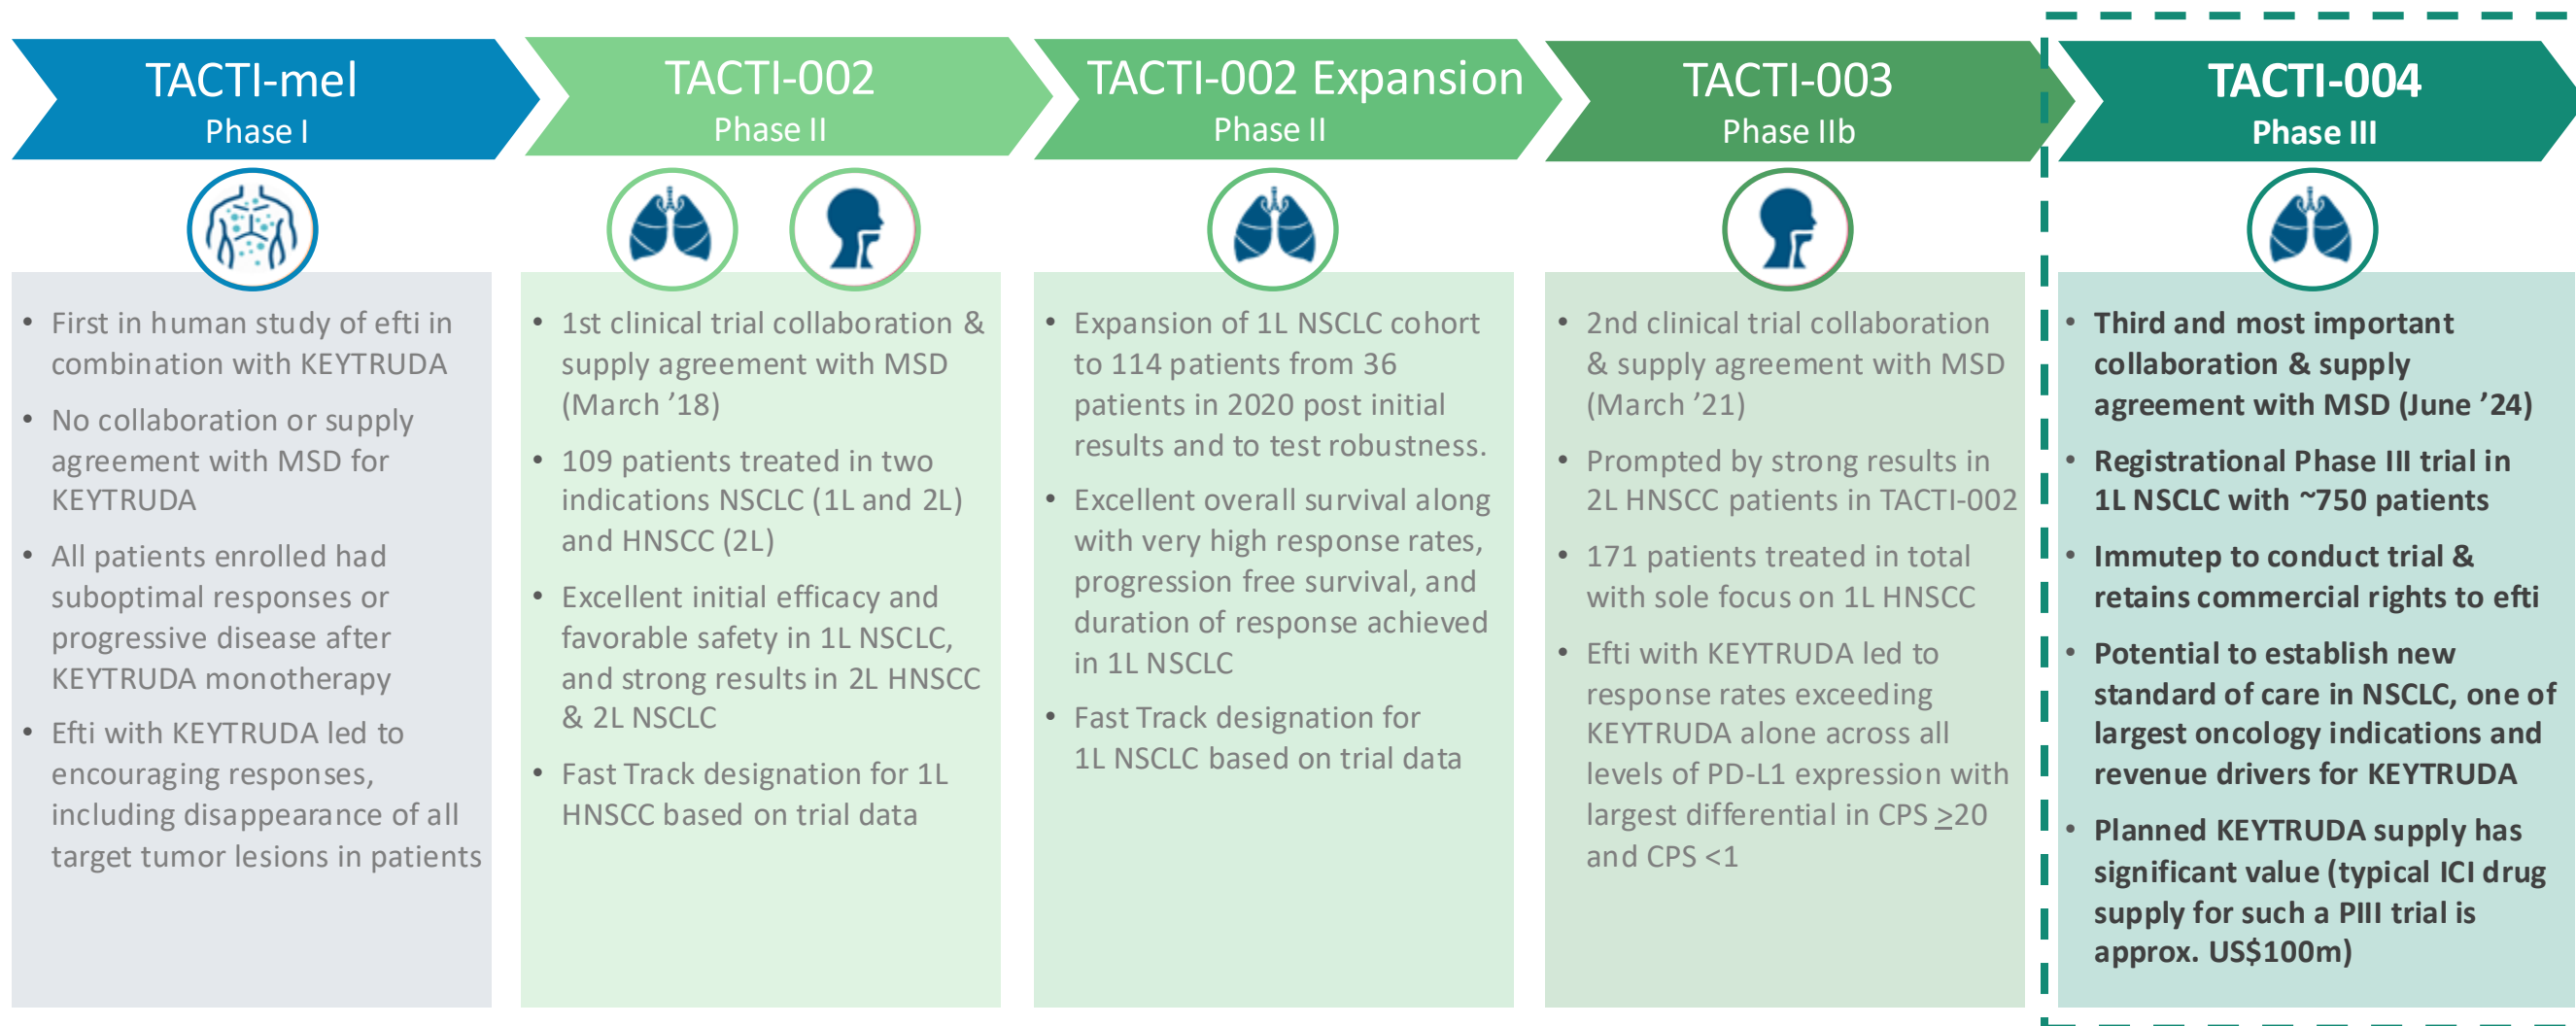 TACTI-mel
Phase I
• First in human study of efti in
combination with KEYTRUDA
• No collaboration or supply
agreement with MSD for
KEYTRUDA
• All patients enrolled had
suboptimal responses or
progressive disease after
KEYTRUDA monotherapy
• Efti with KEYTRUDA led to
encouraging responses,
including disappearance of all
target tumor lesions in patients
TACTI-002
Phase II
• 1st clinical trial collaboration &
supply agreement with MSD
(March ’18)
• 109 patients treated in two
indications NSCLC (1L and 2L)
and HNSCC (2L)
• Excellent initial efficacy and
favorable safety in 1L NSCLC,
and strong results in 2L HNSCC
& 2L NSCLC
• Fast Track designation for 1L
HNSCC based on trial data
TACTI-002 Expansion
Phase II
• Expansion of 1L NSCLC cohort
to 114 patients from 36
patients in 2020 post initial
results and to test robustness.
• Excellent overall survival along
with very high response rates,
progression free survival, and
duration of response achieved
in 1L NSCLC
• Fast Track designation for
1L NSCLC based on trial data
TACTI-003
Phase IIb
• 2nd clinical trial collaboration
& supply agreement with MSD
(March ’21)
• Prompted by strong results in
2L HNSCC patients in TACTI-002
• 171 patients treated in total
with sole focus on 1L HNSCC
• Efti with KEYTRUDA led to
response rates exceeding
KEYTRUDA alone across all
levels of PD-L1 expression with
largest differential in CPS >20
and CPS <1
TACTI-004
Phase III
• Third and most important
collaboration & supply
agreement with MSD (June ’24)
• Registrational Phase III trial in
1L NSCLC with ~750 patients
• Immutep to conduct trial &
retains commercial rights to efti
• Potential to establish new
standard of care in NSCLC, one of
largest oncology indications and
revenue drivers for KEYTRUDA
• Planned KEYTRUDA supply has
significant value (typical ICI drug
supply for such a PIII trial is
approx. US$100m)